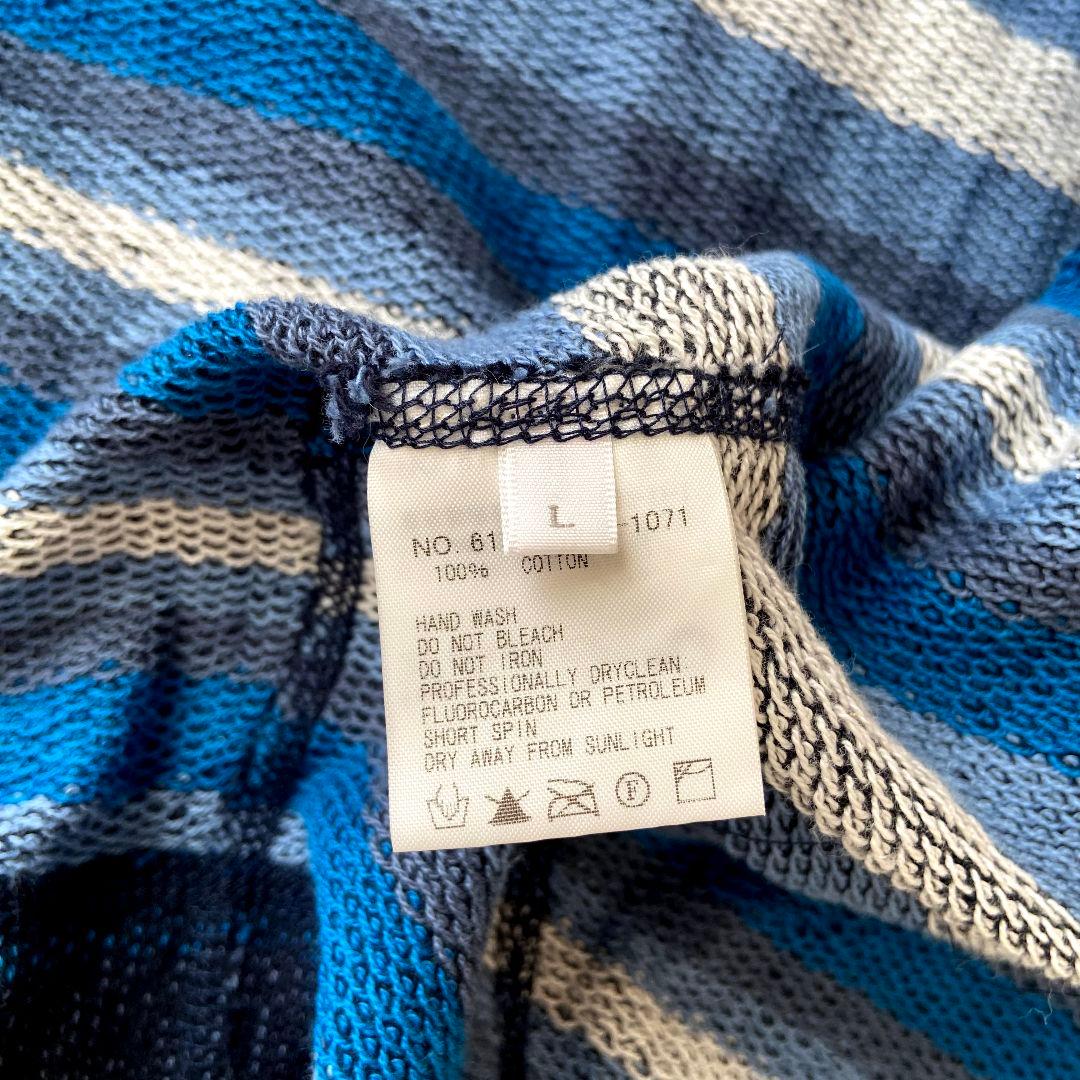 L
NO. 61 -1071
100% COTTON
HAND WASH
DO NOT BLEACH
DO NOT IRON
PROFESSIONALLY DRYCLEAN.
FLUOROCARBON OR PETROLEUM
SHORT SPIN
DRY AWAY FROM SUNLIGHT
F